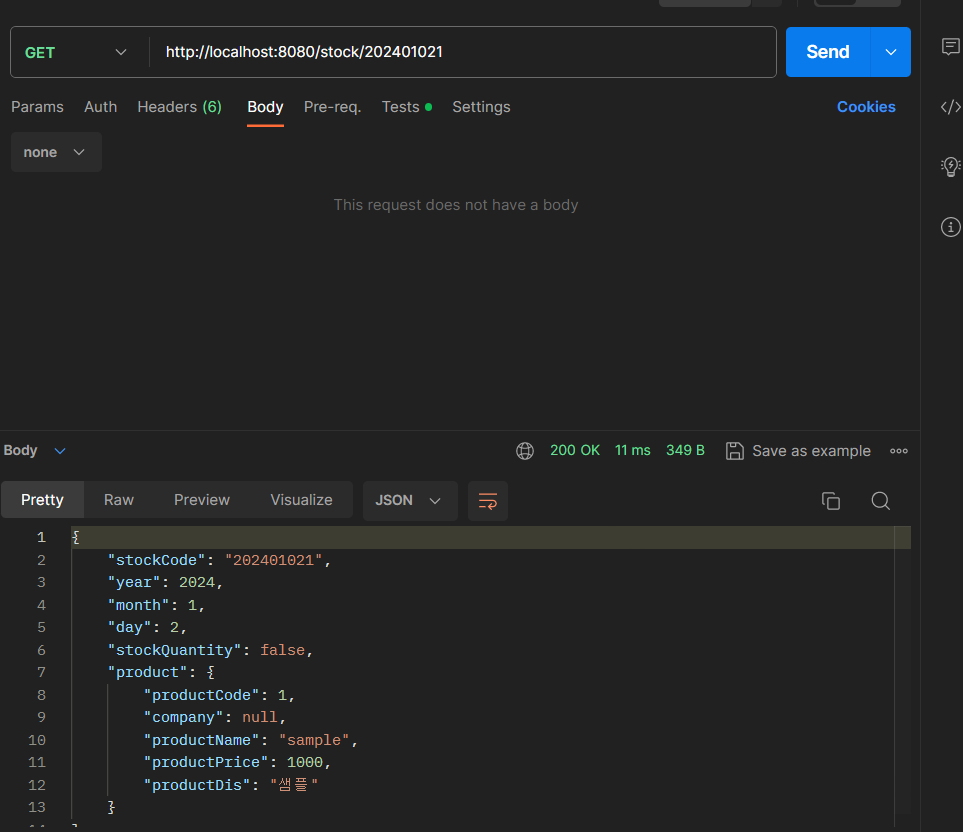 GET http://localhost:8080/stock/202401021 Send
Params Auth Headers (6) Body Pre-req. Tests Settings Cookies
none
This request does not have a body
Body 200 OK 11 ms 349 B Save as example
Pretty Raw Preview Visualize JSON
1 {
2 "stockCode": "202401021",
3 "year": 2024,
4 "month": 1,
5 "day": 2,
6 "stockQuantity": false,
7 "product": {
8 "productCode": 1,
9 "company": null,
10 "productName": "sample",
11 "productPrice": 1000,
12 "productDis": "샘플"
13 }